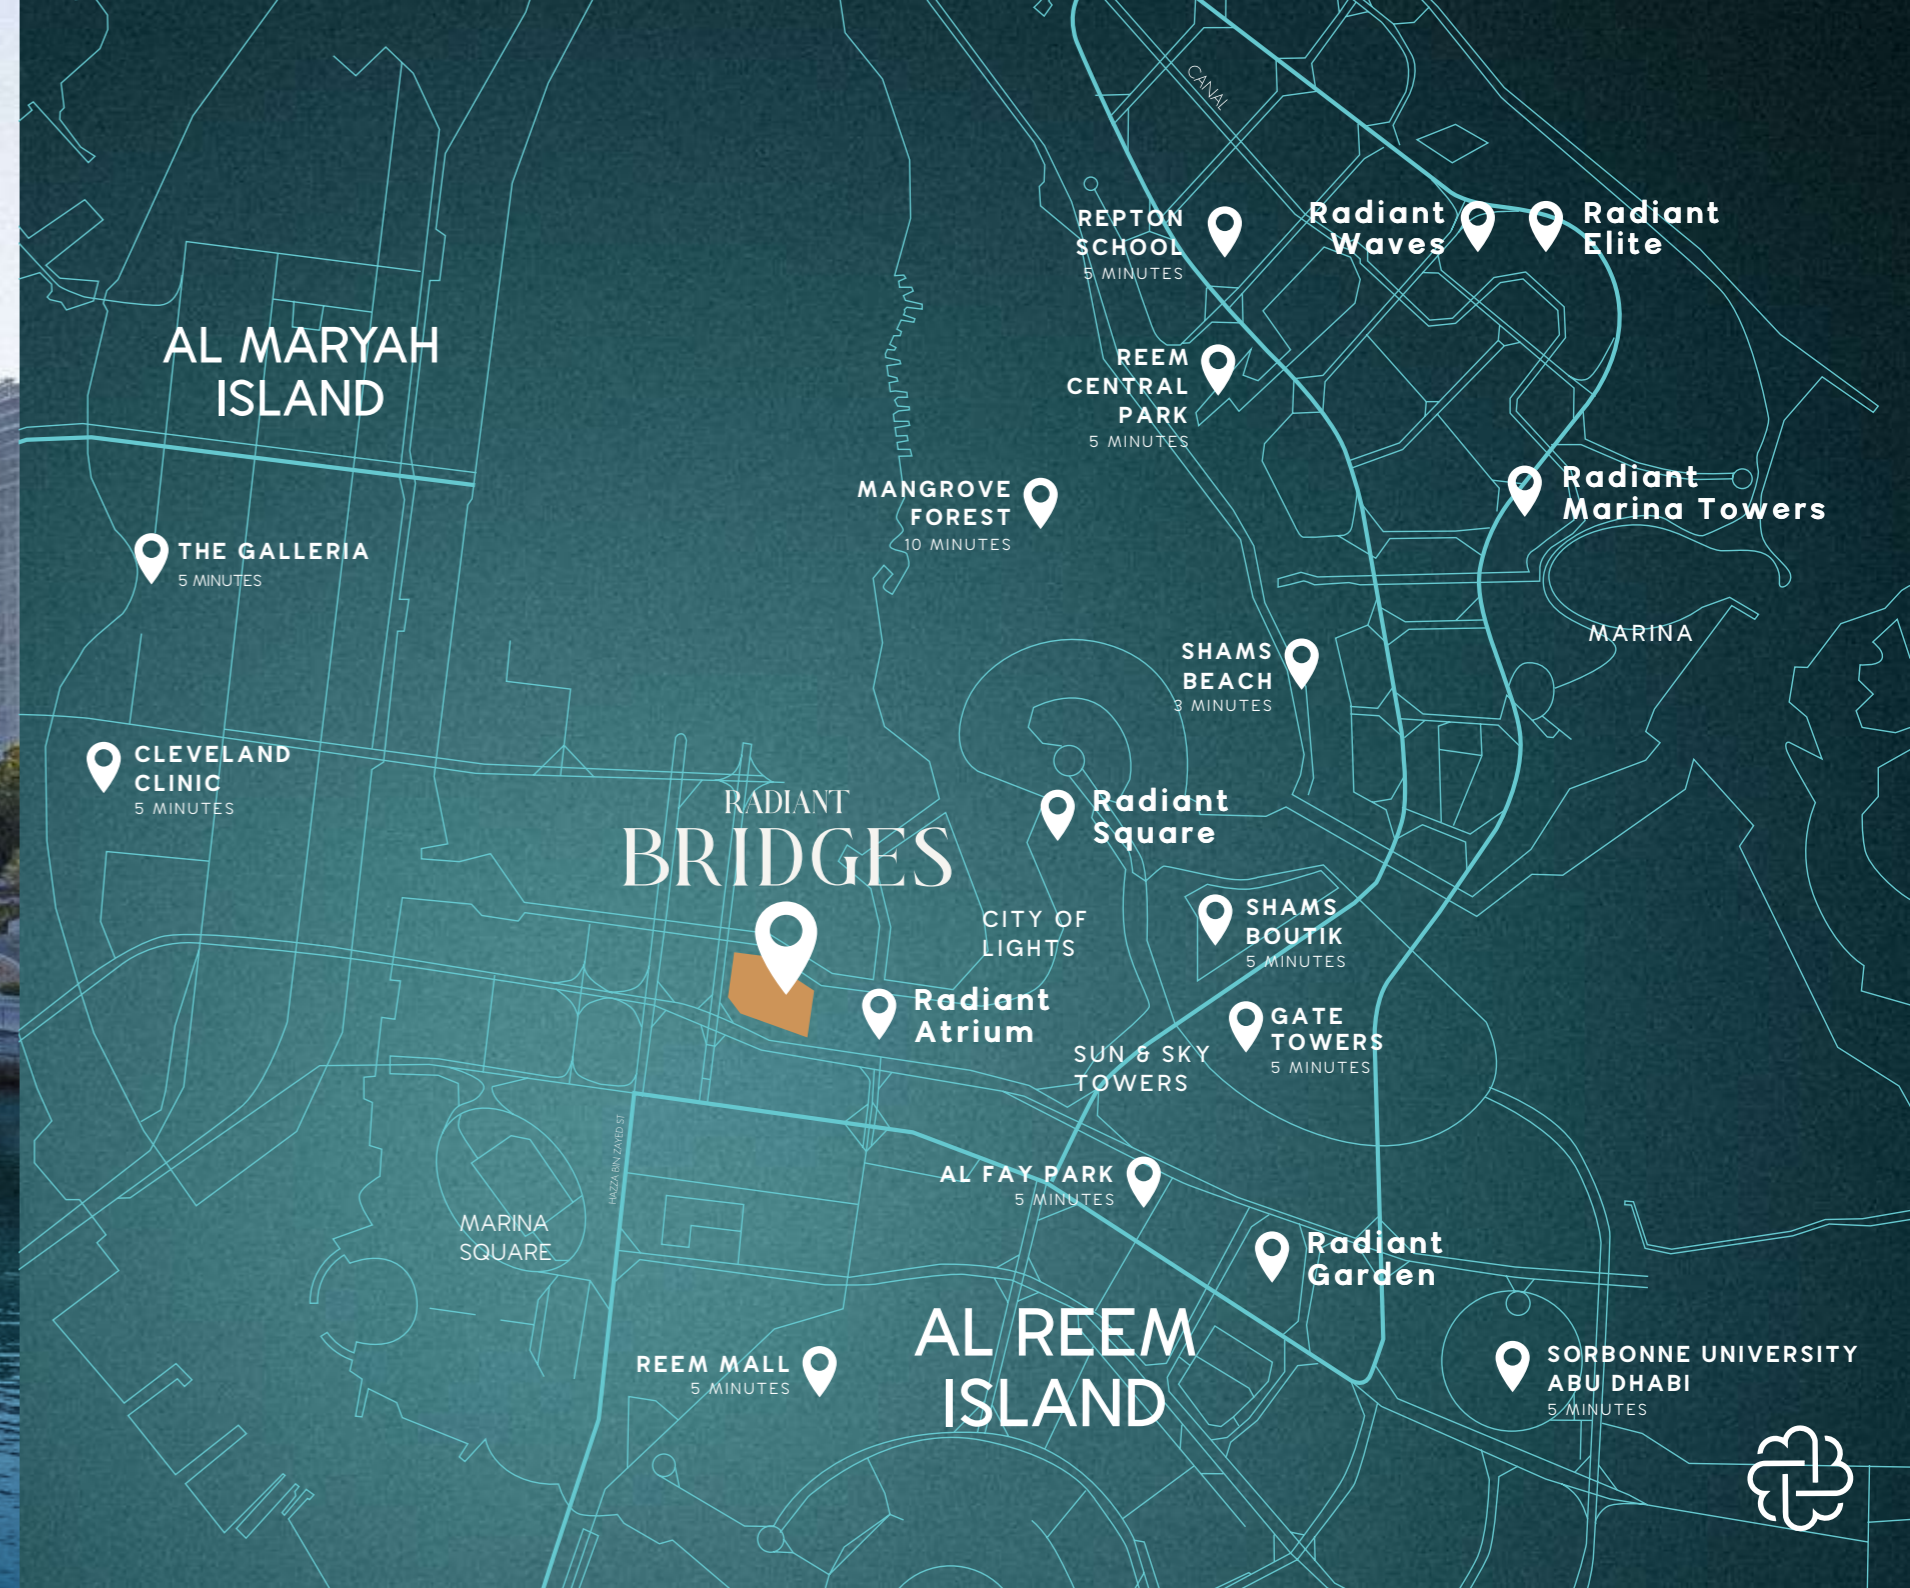 CANAL
REPTON
SCHOOL
5 MINUTES
Radiant
Waves
Radiant
Elite
AL MARYAH
ISLAND
REEM
CENTRAL
PARK
5 MINUTES
MANGROVE
FOREST
10 MINUTES
Radiant
Marina Towers
THE GALLERIA
5 MINUTES
MARINA
SHAMS
BEACH
3 MINUTES
CLEVELAND
CLINIC
5 MINUTES
RADIANT
BRIDGES
Radiant
Square
CITY OF
LIGHTS
SHAMS
BOUTIK
5 MINUTES
Radiant
Atrium
GATE
TOWERS
5 MINUTES
SUN & SKY
TOWERS
HAZZA BIN ZAYED ST
AL FAY PARK
5 MINUTES
MARINA
SQUARE
Radiant
Garden
AL REEM
ISLAND
REEM MALL
5 MINUTES
SORBONNE UNIVERSITY
ABU DHABI
5 MINUTES